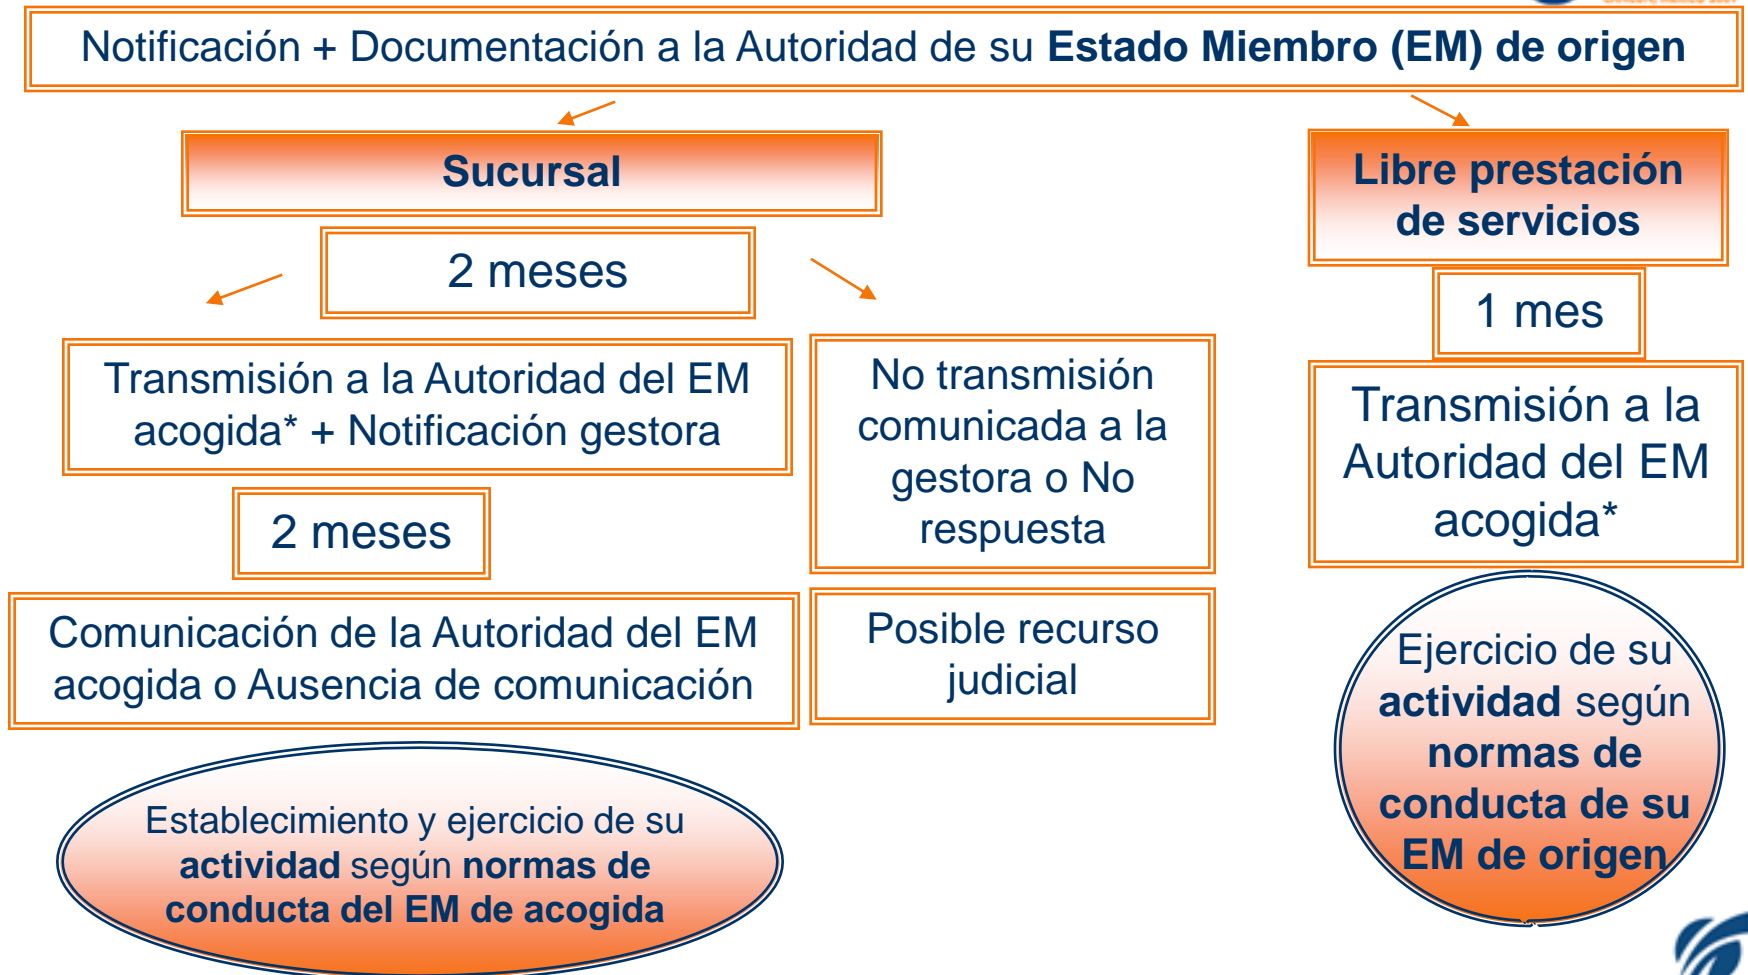 Notificación + Documentación a la Autoridad de su Estado Miembro (EM) de origen
Sucursal
2 meses
Transmisión a la Autoridad del EM
acogida* + Notificación gestora
2 meses
Comunicación de la Autoridad del EM
acogida o Ausencia de comunicación
Establecimiento y ejercicio de su
actividad según normas de
conducta del EM de acogida
No transmisión
comunicada a la
gestora o No
respuesta
Posible recurso
judicial
Libre prestación
de servicios
1 mes
Transmisión a la
Autoridad del EM
acogida*
Ejercicio de su
actividad según
normas de
conducta de su
EM de origen